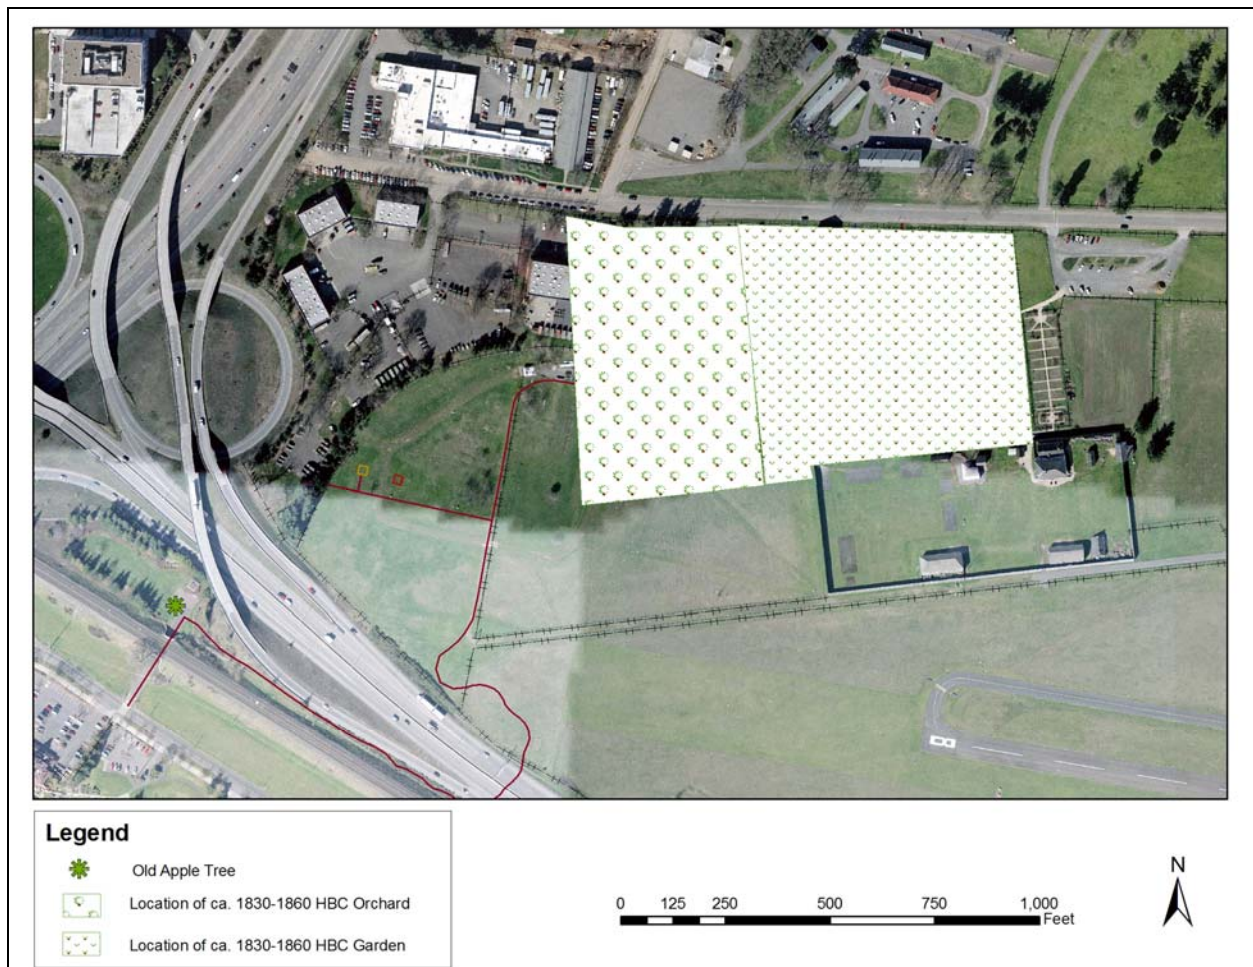 Legend
Old Apple Tree
Location of ca. 1830-1860 HBC Orchard
Location of ca. 1830-1860 HBC Garden
0 125 250 500 750 1,000
Feet
N